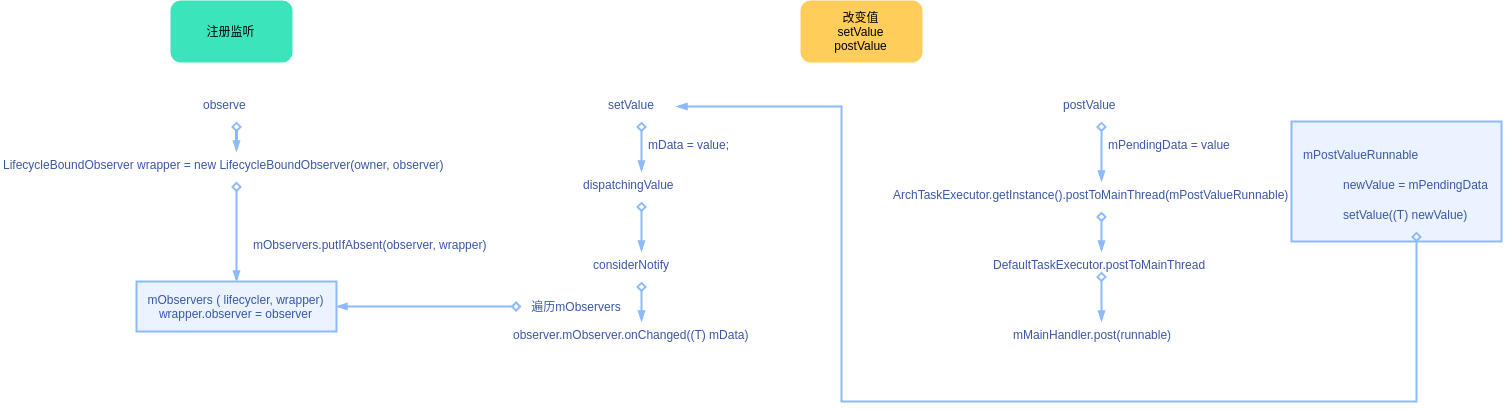 注册监听
改变值
setValue
postValue
observe
LifecycleBoundObserver wrapper = new LifecycleBoundObserver(owner, observer)
mObservers.putIfAbsent(observer, wrapper)
mObservers ( lifecycler, wrapper)
wrapper.observer = observer
setValue
mData = value;
dispatchingValue
considerNotify
遍历mObservers
observer.mObserver.onChanged((T) mData)
postValue
mPendingData = value
ArchTaskExecutor.getInstance().postToMainThread(mPostValueRunnable)
DefaultTaskExecutor.postToMainThread
mMainHandler.post(runnable)
mPostValueRunnable
newValue = mPendingData
setValue((T) newValue)